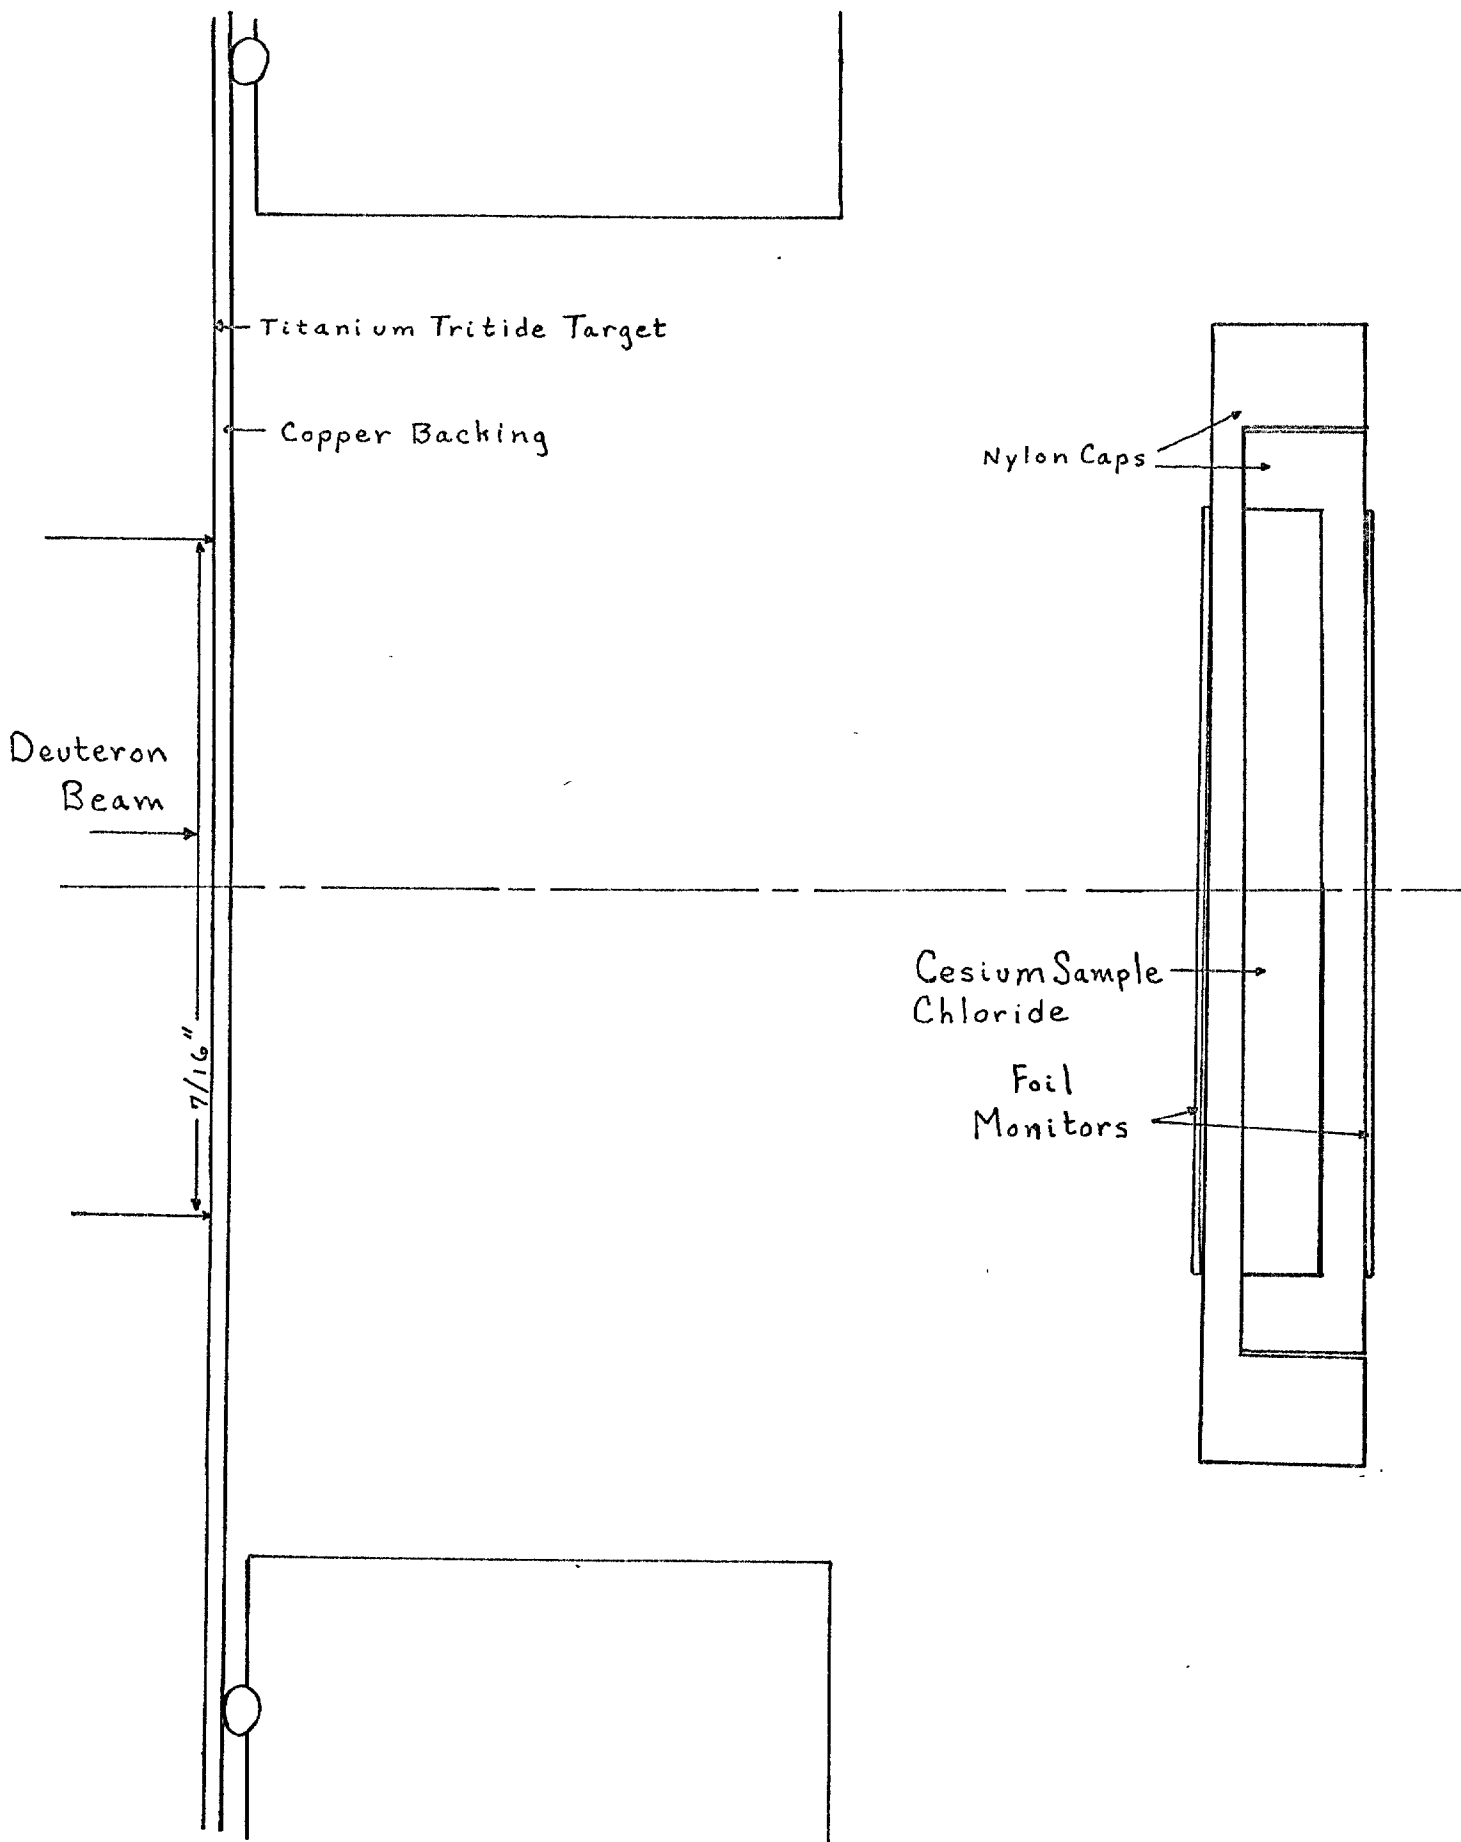 Titanium Tritide Target
Copper Backing
Nylon Caps
Deuteron
Beam
7/16"
Cesium Sample
Chloride
Foil
Monitors